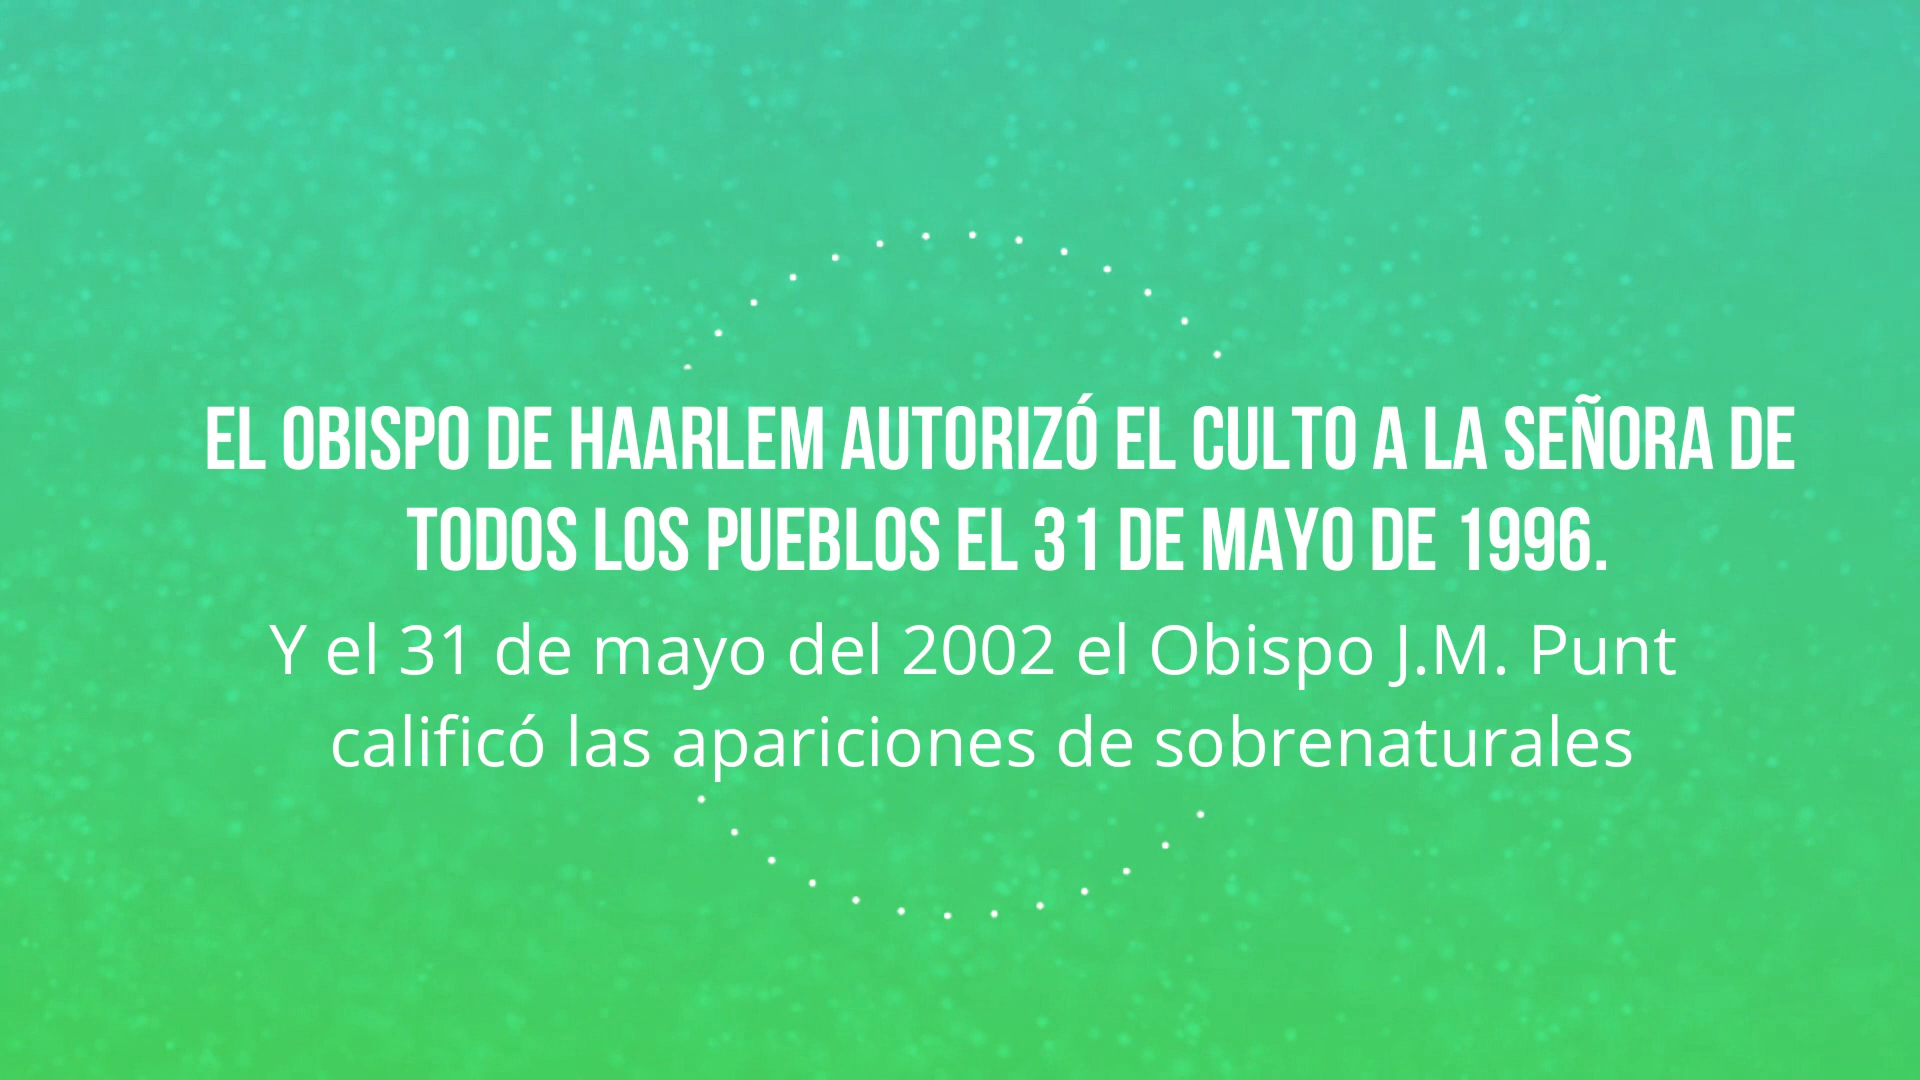 EL OBISPO DE HAARLEM AUTORIZÓ EL CULTO A LA SEÑORA DE
TODOS LOS PUEBLOS EL 31 DE MAYO DE 1996.
Y el 31 de mayo del 2002 el Obispo J.M. Punt
calificó las apariciones de sobrenaturales